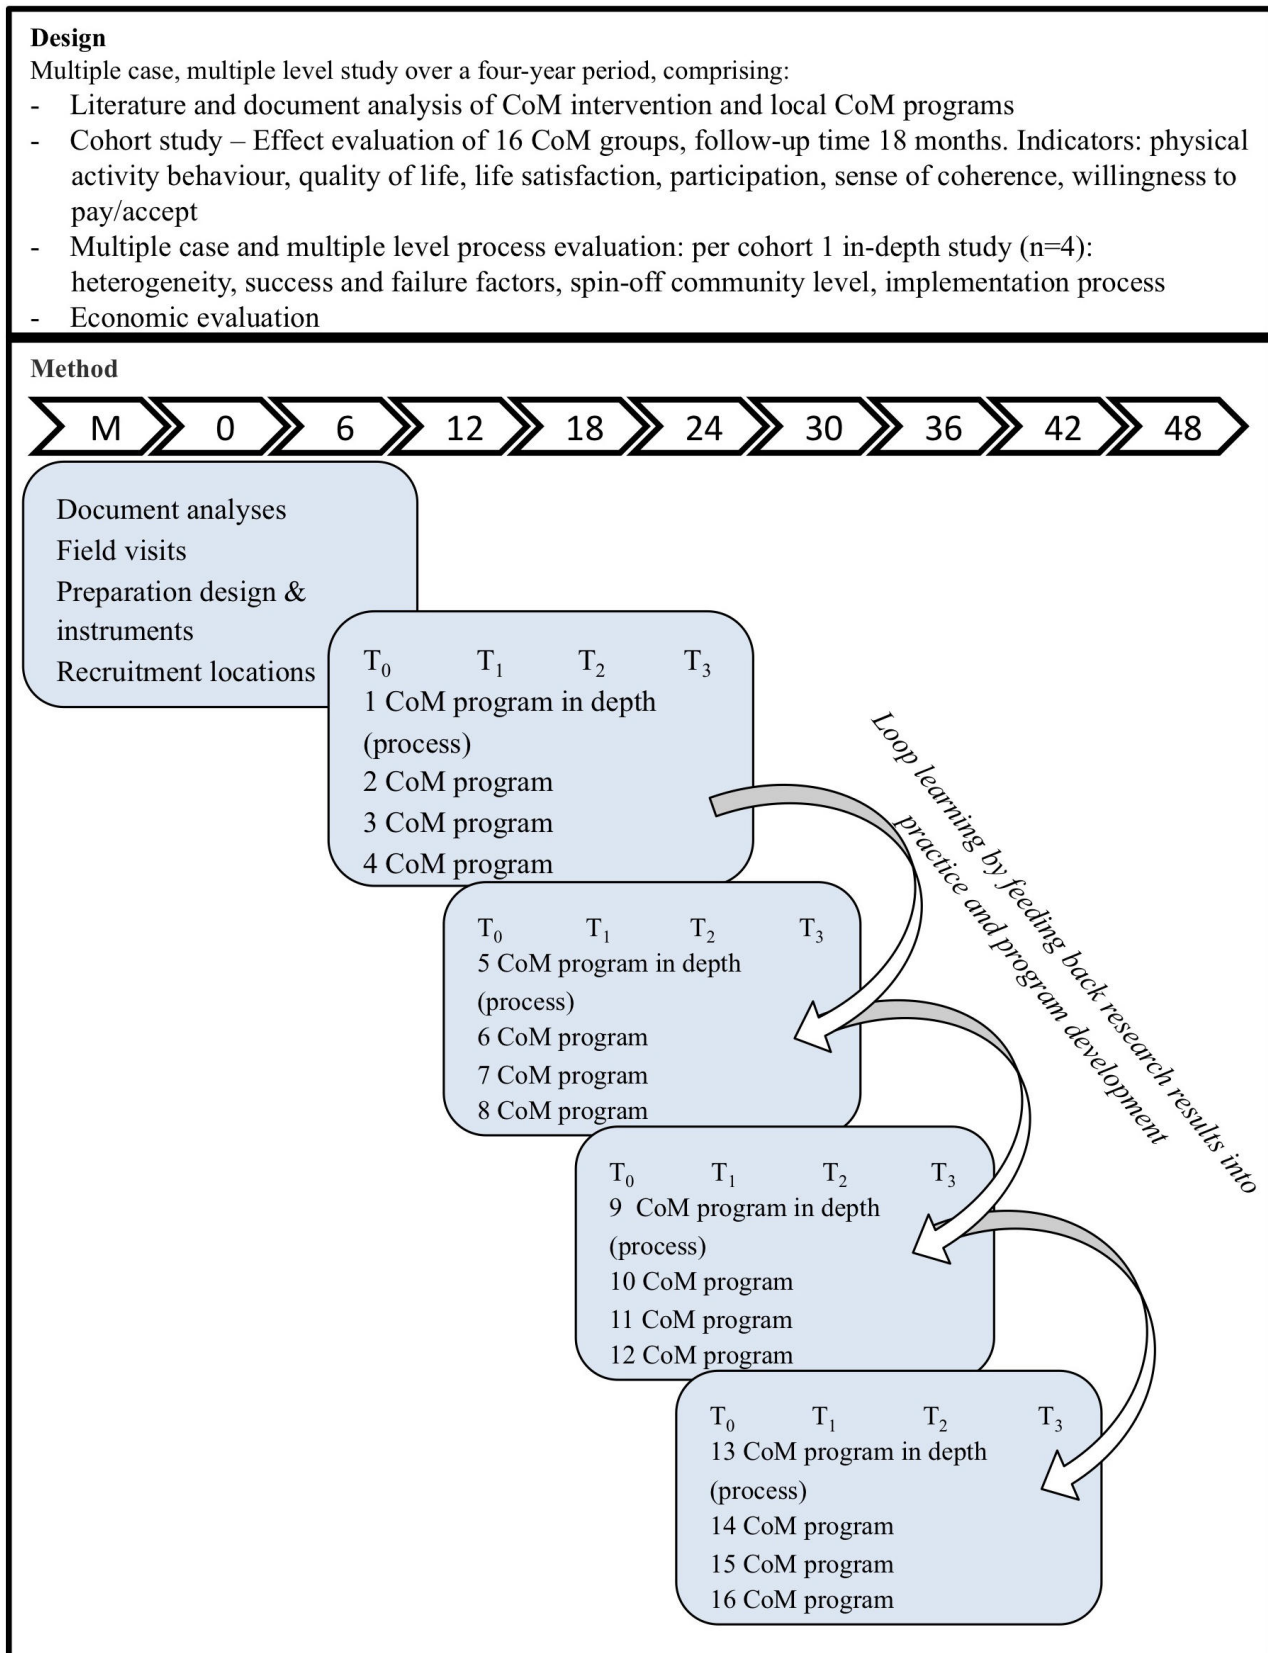 Design
Multiple case, multiple level study over a four-year period, comprising:
- Literature and document analysis of CoM intervention and local CoM programs
- Cohort study – Effect evaluation of 16 CoM groups, follow-up time 18 months. Indicators: physical
activity behaviour, quality of life, life satisfaction, participation, sense of coherence, willingness to
pay/accept
- Multiple case and multiple level process evaluation: per cohort 1 in-depth study (n=4):
heterogeneity, success and failure factors, spin-off community level, implementation process
- Economic evaluation
Method
M 0 6 12 18 24 30 36 42 48
Document analyses
Field visits
Preparation design &
instruments
Recruitment locations
T0 T1 T2 T3
1 CoM program in depth
(process)
2 CoM program
3 CoM program
4 CoM program
Loop learning by feeding back research results into
practice and program development
T0 T1 T2 T3
5 CoM program in depth
(process)
6 CoM program
7 CoM program
8 CoM program
T0 T1 T2 T3
9 CoM program in depth
(process)
10 CoM program
11 CoM program
12 CoM program
T0 T1 T2 T3
13 CoM program in depth
(process)
14 CoM program
15 CoM program
16 CoM program